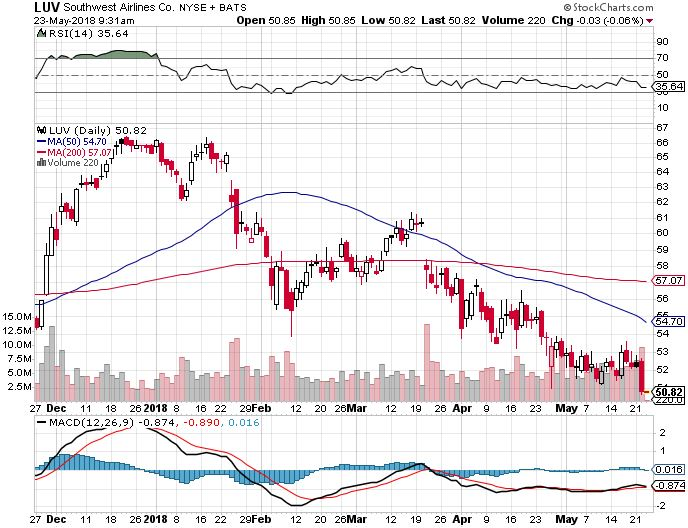 LUV Southwest Airlines Co. NYSE + BATS
© StockCharts.com
23-May-2018 9:31am
Open 50.85 High 50.85 Low 50.82 Last 50.82 Volume 220 Chg -0.03 (-0.06%)
RSI(14) 35.64
90
70
50
35.64
30
10
LUV (Daily) 50.82
MA(50) 54.70
MA(200) 57.07
Volume 220
67
66
65
64
63
62
61
60
59
58
57.07
56
55
54.70
53
52
51
50.82
220.0
15.0M
12.5M
10.0M
7.5M
5.0M
2.5M
27 Dec 11 18 26 2018 8 16 22 Feb 12 20 26 Mar 12 19 26 Apr 9 16 23 May 7 14 21
MACD(12,26,9) -0.874, -0.890, 0.016
2
1
0.016
-0.874
-2
27 Dec 11 18 26 2018 8 16 22 Feb 12 20 26 Mar 12 19 26 Apr 9 16 23 May 7 14 21